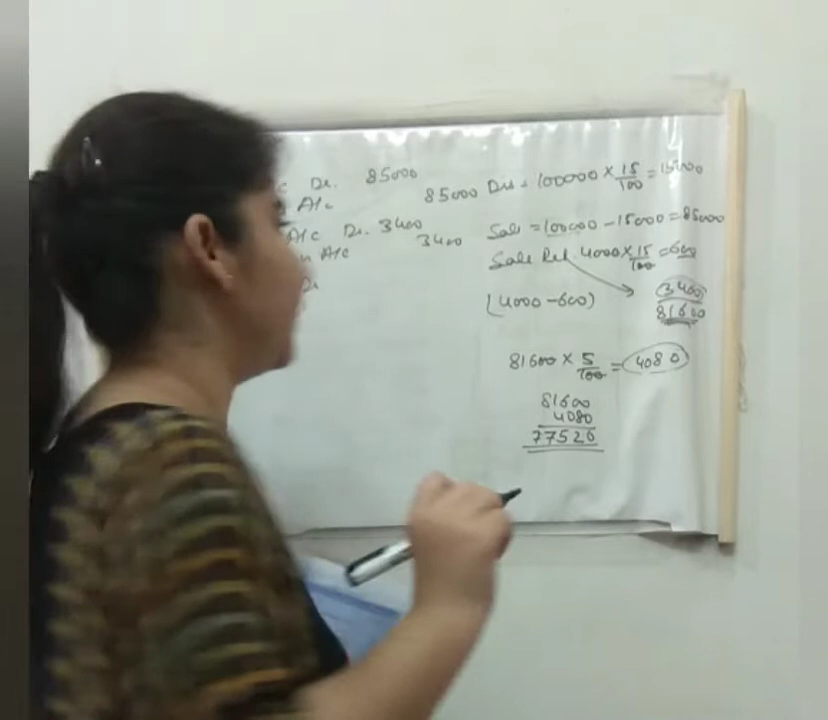 Dr. 85000
A/c 85000
A/c Dr. 3400
A/c 3400
Dis = 100000 × 15/100 = 15000
Sale = 100000 - 15000 = 85000
Sale Ret. 4000 × 15/100 = 600
(4000 - 600)
3400
81600
81600 × 5/100 = 4080
81600
4080
77520